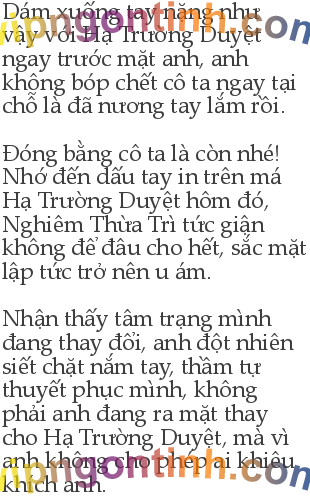 Dám xuống tay nặng như
vậy với Hạ Trường Duyệt
ngay trước mặt anh, anh
không bóp chết cô ta ngay tại
chỗ là đã nương tay lắm rồi.
Đóng bằng cô ta là còn nhé!
Nhớ đến dấu tay in trên má
Hạ Trường Duyệt hôm đó,
Nghiêm Thừa Trì tức giận
không để đâu cho hết, sắc mặt
lập tức trở nên u ám.
Nhận thấy tâm trạng mình
đang thay đổi, anh đột nhiên
siết chặt nắm tay, thầm tự
thuyết phục mình, không
phải anh đang ra mặt thay
cho Hạ Trường Duyệt, mà vì
anh không cho phép ai khiêu
khích anh.
vipngontinh.com
vipngontinh.com